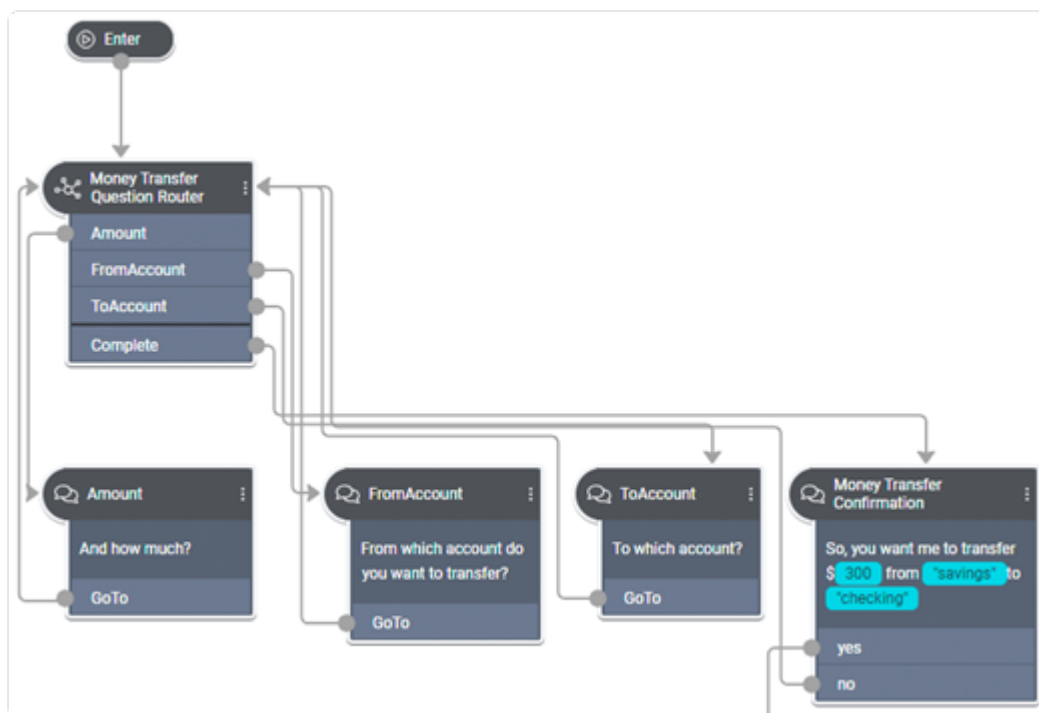 Enter
Money Transfer
Question Router
Amount
FromAccount
ToAccount
Complete
Amount
And how much?
GoTo
FromAccount
From which account do
you want to transfer?
GoTo
ToAccount
To which account?
GoTo
Money Transfer
Confirmation
So, you want me to transfer
$ 300 from "savings" to
"checking"
yes
no